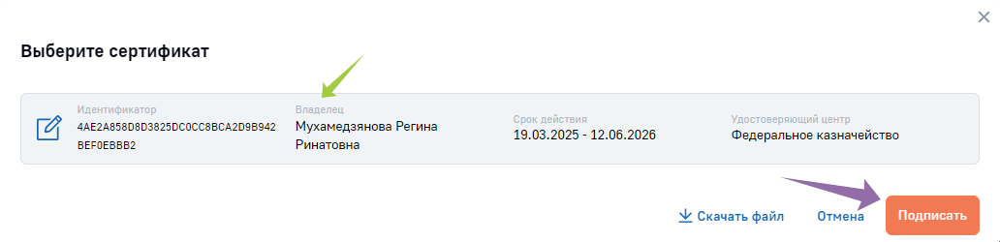 Выберите сертификат
Идентификатор
4AE2A858D8D3825DC0CC8BCA2D9B942
BEF0EBBB2
Владелец
Мухамедзянова Регина
Ринатовна
Срок действия
19.03.2025 - 12.06.2026
Удостоверяющий центр
Федеральное казначейство
Скачать файл
Отмена
Подписать